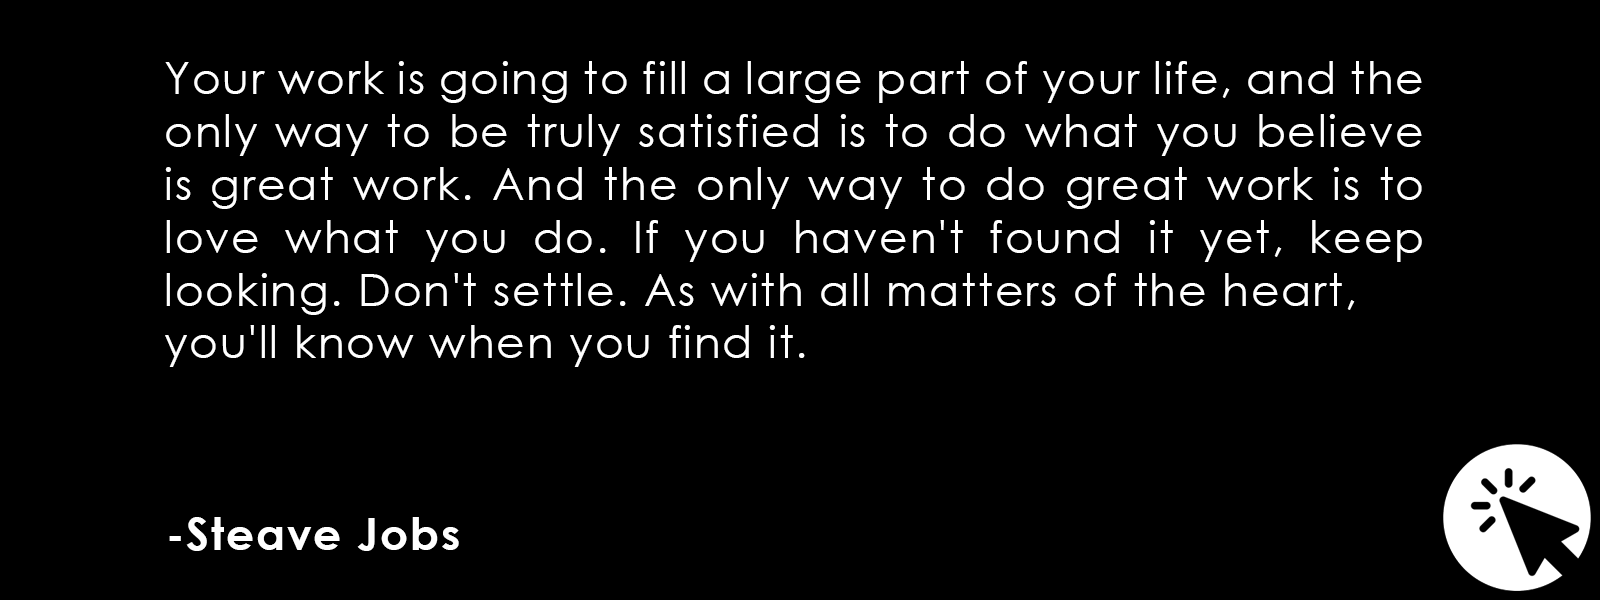 Your work is going to fill a large part of your life, and the
only way to be truly satisfied is to do what you believe
is great work. And the only way to do great work is to
love what you do. If you haven't found it yet, keep
looking. Don't settle. As with all matters of the heart,
you'll know when you find it.
-Steave Jobs